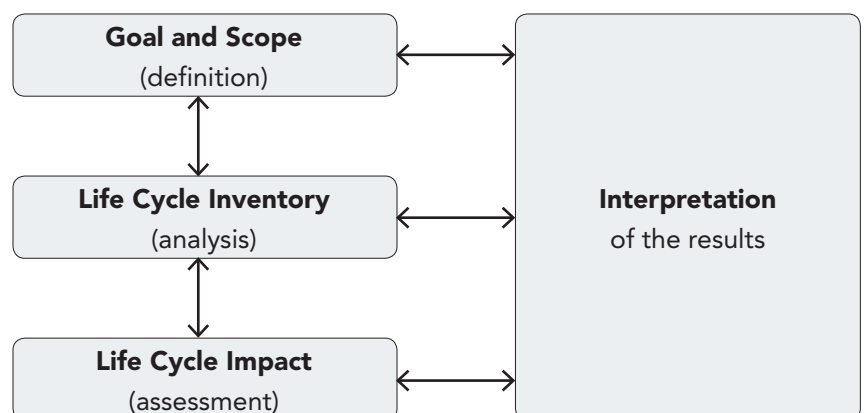 Goal and Scope
(definition)
Life Cycle Inventory
(analysis)
Interpretation
of the results
Life Cycle Impact
(assessment)